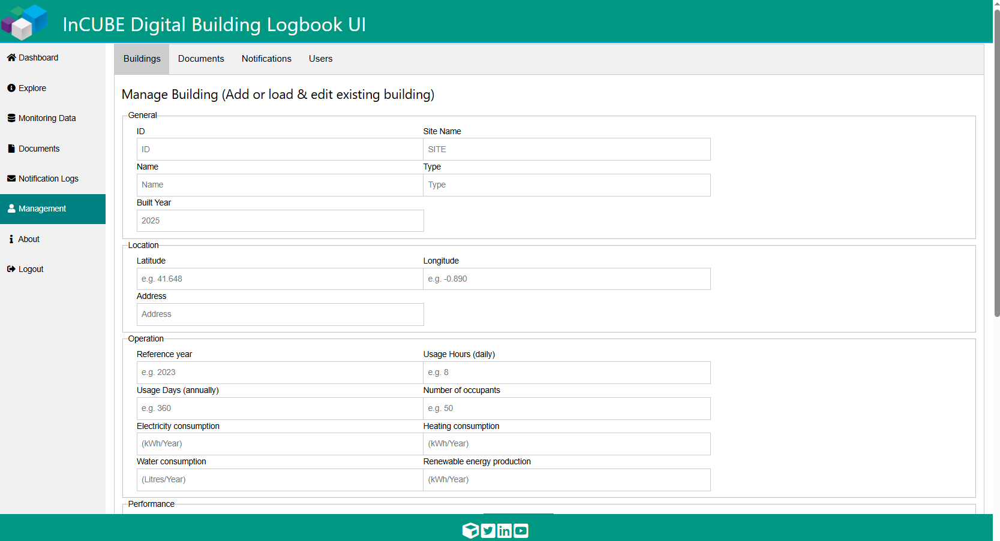 InCUBE Digital Building Logbook UI
Dashboard
Explore
Monitoring Data
Documents
Notification Logs
Management
About
Logout
Buildings Documents Notifications Users
Manage Building (Add or load & edit existing building)
General
ID Site Name
ID SITE
Name Type
Name Type
Built Year
2025
Location
Latitude Longitude
e.g. 41.648 e.g. -0.890
Address
Address
Operation
Reference year Usage Hours (daily)
e.g. 2023 e.g. 8
Usage Days (annually) Number of occupants
e.g. 360 e.g. 50
Electricity consumption Heating consumption
(kWh/Year) (kWh/Year)
Water consumption Renewable energy production
(Litres/Year) (kWh/Year)
Performance
in